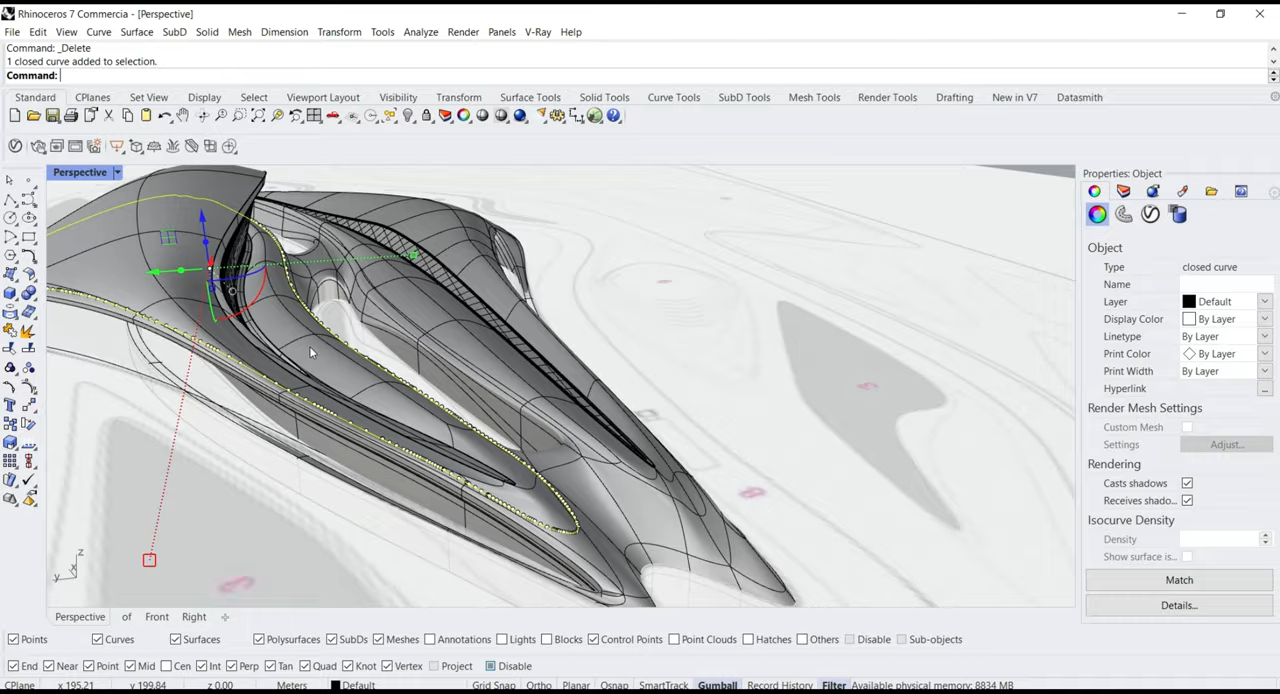 Rhinoceros 7 Commercia - [Perspective]
File Edit View Curve Surface SubD Solid Mesh Dimension Transform Tools Analyze Render Panels V-Ray Help
Command: _Delete
1 closed curve added to selection.
Command:
Standard CPlanes Set View Display Select Viewport Layout Visibility Transform Surface Tools Solid Tools Curve Tools SubD Tools Mesh Tools Render Tools Drafting New in V7 Datasmith
Perspective
Properties: Object
Object
Type closed curve
Name
Layer Default
Display Color By Layer
Linetype By Layer
Print Color By Layer
Print Width By Layer
Hyperlink ...
Render Mesh Settings
Custom Mesh
Settings Adjust...
Rendering
Casts shadows
Receives shado...
Isocurve Density
Density
Show surface is...
Match
Details...
z
y x
Perspective of Front Right
Points Curves Surfaces Polysurfaces SubDs Meshes Annotations Lights Blocks Control Points Point Clouds Hatches Others Disable Sub-objects
End Near Point Mid Cen Int Perp Tan Quad Knot Vertex Project Disable
CPlane x 195.21 y 199.84 z 0.00 Meters Default Grid Snap Ortho Planar Osnap SmartTrack Gumball Record History Filter Available physical memory: 8834 MB